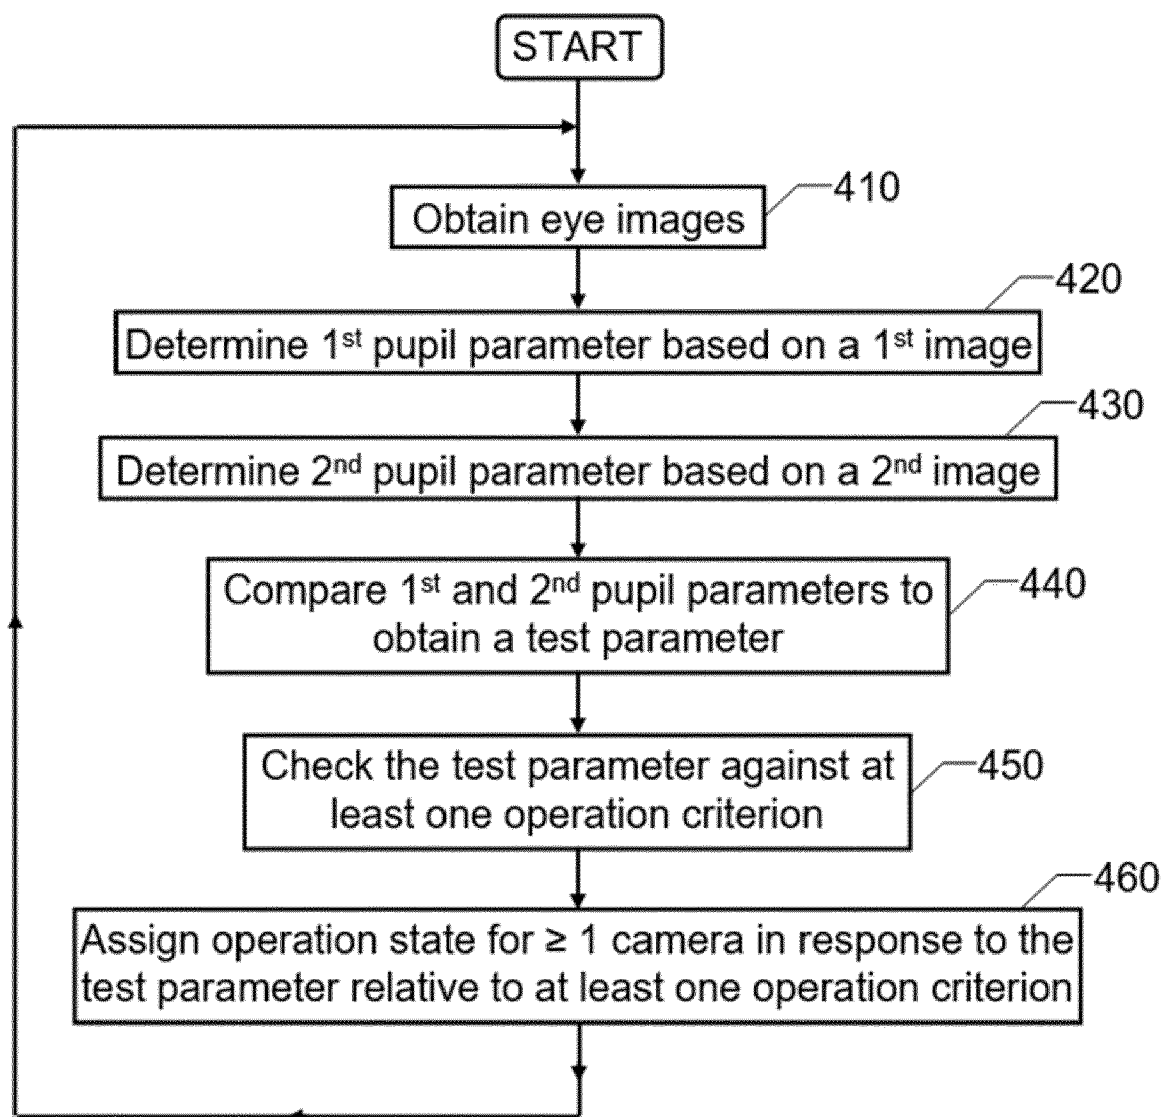 START
410
Obtain eye images
420
Determine 1st pupil parameter based on a 1st image
430
Determine 2nd pupil parameter based on a 2nd image
440
Compare 1st and 2nd pupil parameters to
obtain a test parameter
450
Check the test parameter against at
least one operation criterion
460
Assign operation state for ≥ 1 camera in response to the
test parameter relative to at least one operation criterion